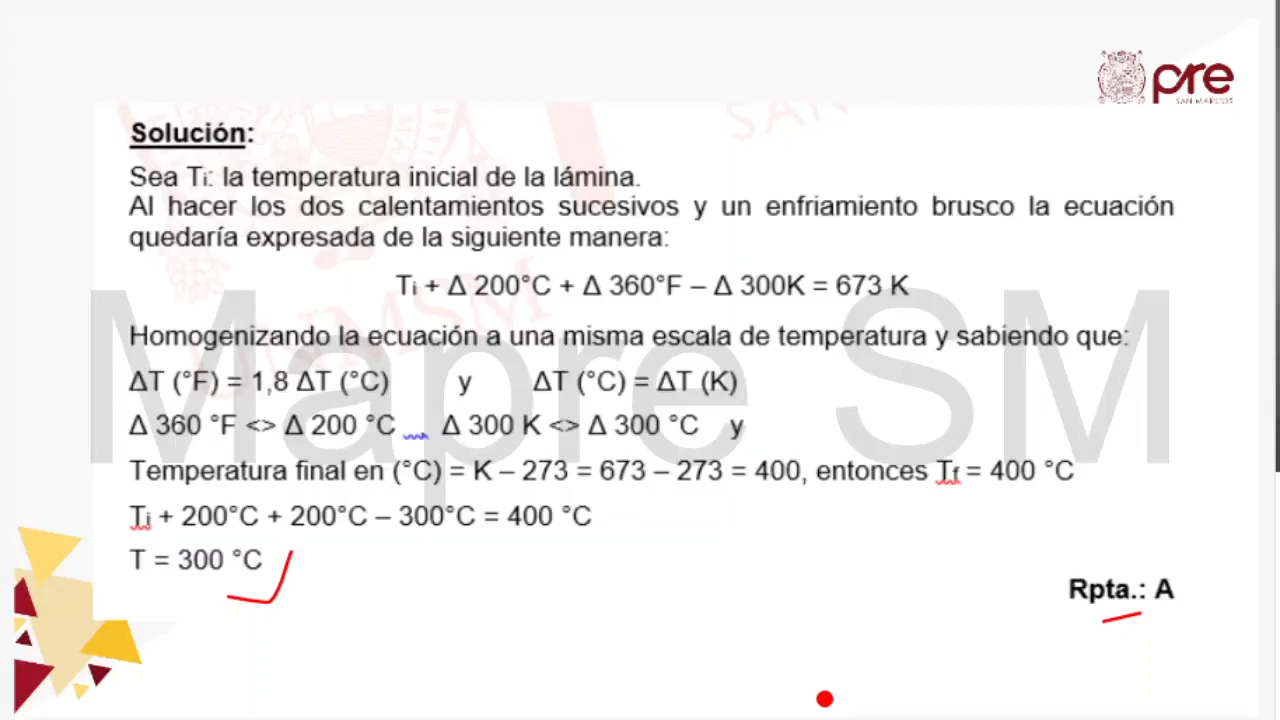 pre
SAN MARCOS
SAN
Solución:
Sea Ti: la temperatura inicial de la lámina.
Al hacer los dos calentamientos sucesivos y un enfriamiento brusco la ecuación
quedaría expresada de la siguiente manera:
Ti + Δ 200°C + Δ 360°F – Δ 300K = 673 K
UNMSM
Mapre SM
Homogenizando la ecuación a una misma escala de temperatura y sabiendo que:
ΔT (°F) = 1,8 ΔT (°C) y ΔT (°C) = ΔT (K)
Δ 360 °F <> Δ 200 °C Δ 300 K <> Δ 300 °C y
Temperatura final en (°C) = K – 273 = 673 – 273 = 400, entonces Tf = 400 °C
Ti + 200°C + 200°C – 300°C = 400 °C
T = 300 °C
Rpta.: A